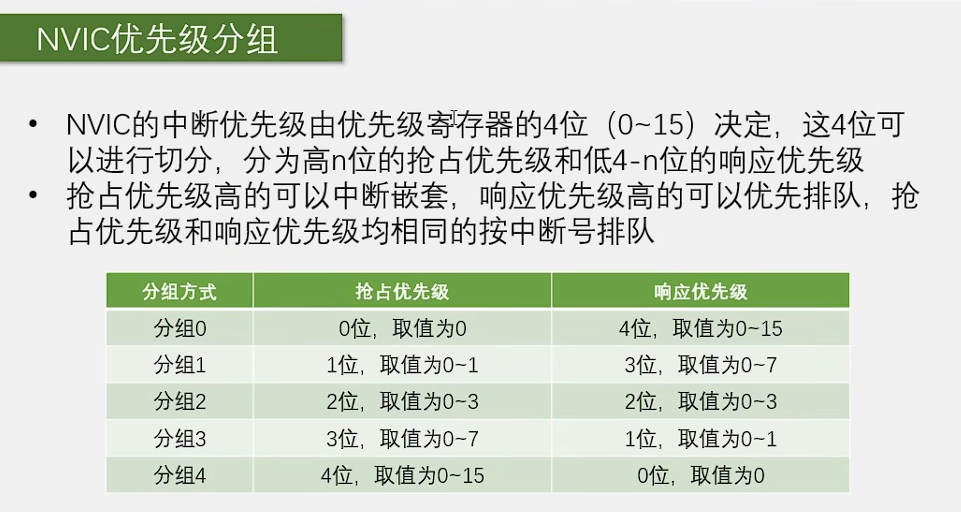 NVIC优先级分组
• NVIC的中断优先级由优先级寄存器的4位（0~15）决定，这4位可
以进行切分，分为高n位的抢占优先级和低4-n位的响应优先级
• 抢占优先级高的可以中断嵌套，响应优先级高的可以优先排队，抢
占优先级和响应优先级均相同的按中断号排队
分组方式 抢占优先级 响应优先级
分组0 0位，取值为0 4位，取值为0~15
分组1 1位，取值为0~1 3位，取值为0~7
分组2 2位，取值为0~3 2位，取值为0~3
分组3 3位，取值为0~7 1位，取值为0~1
分组4 4位，取值为0~15 0位，取值为0